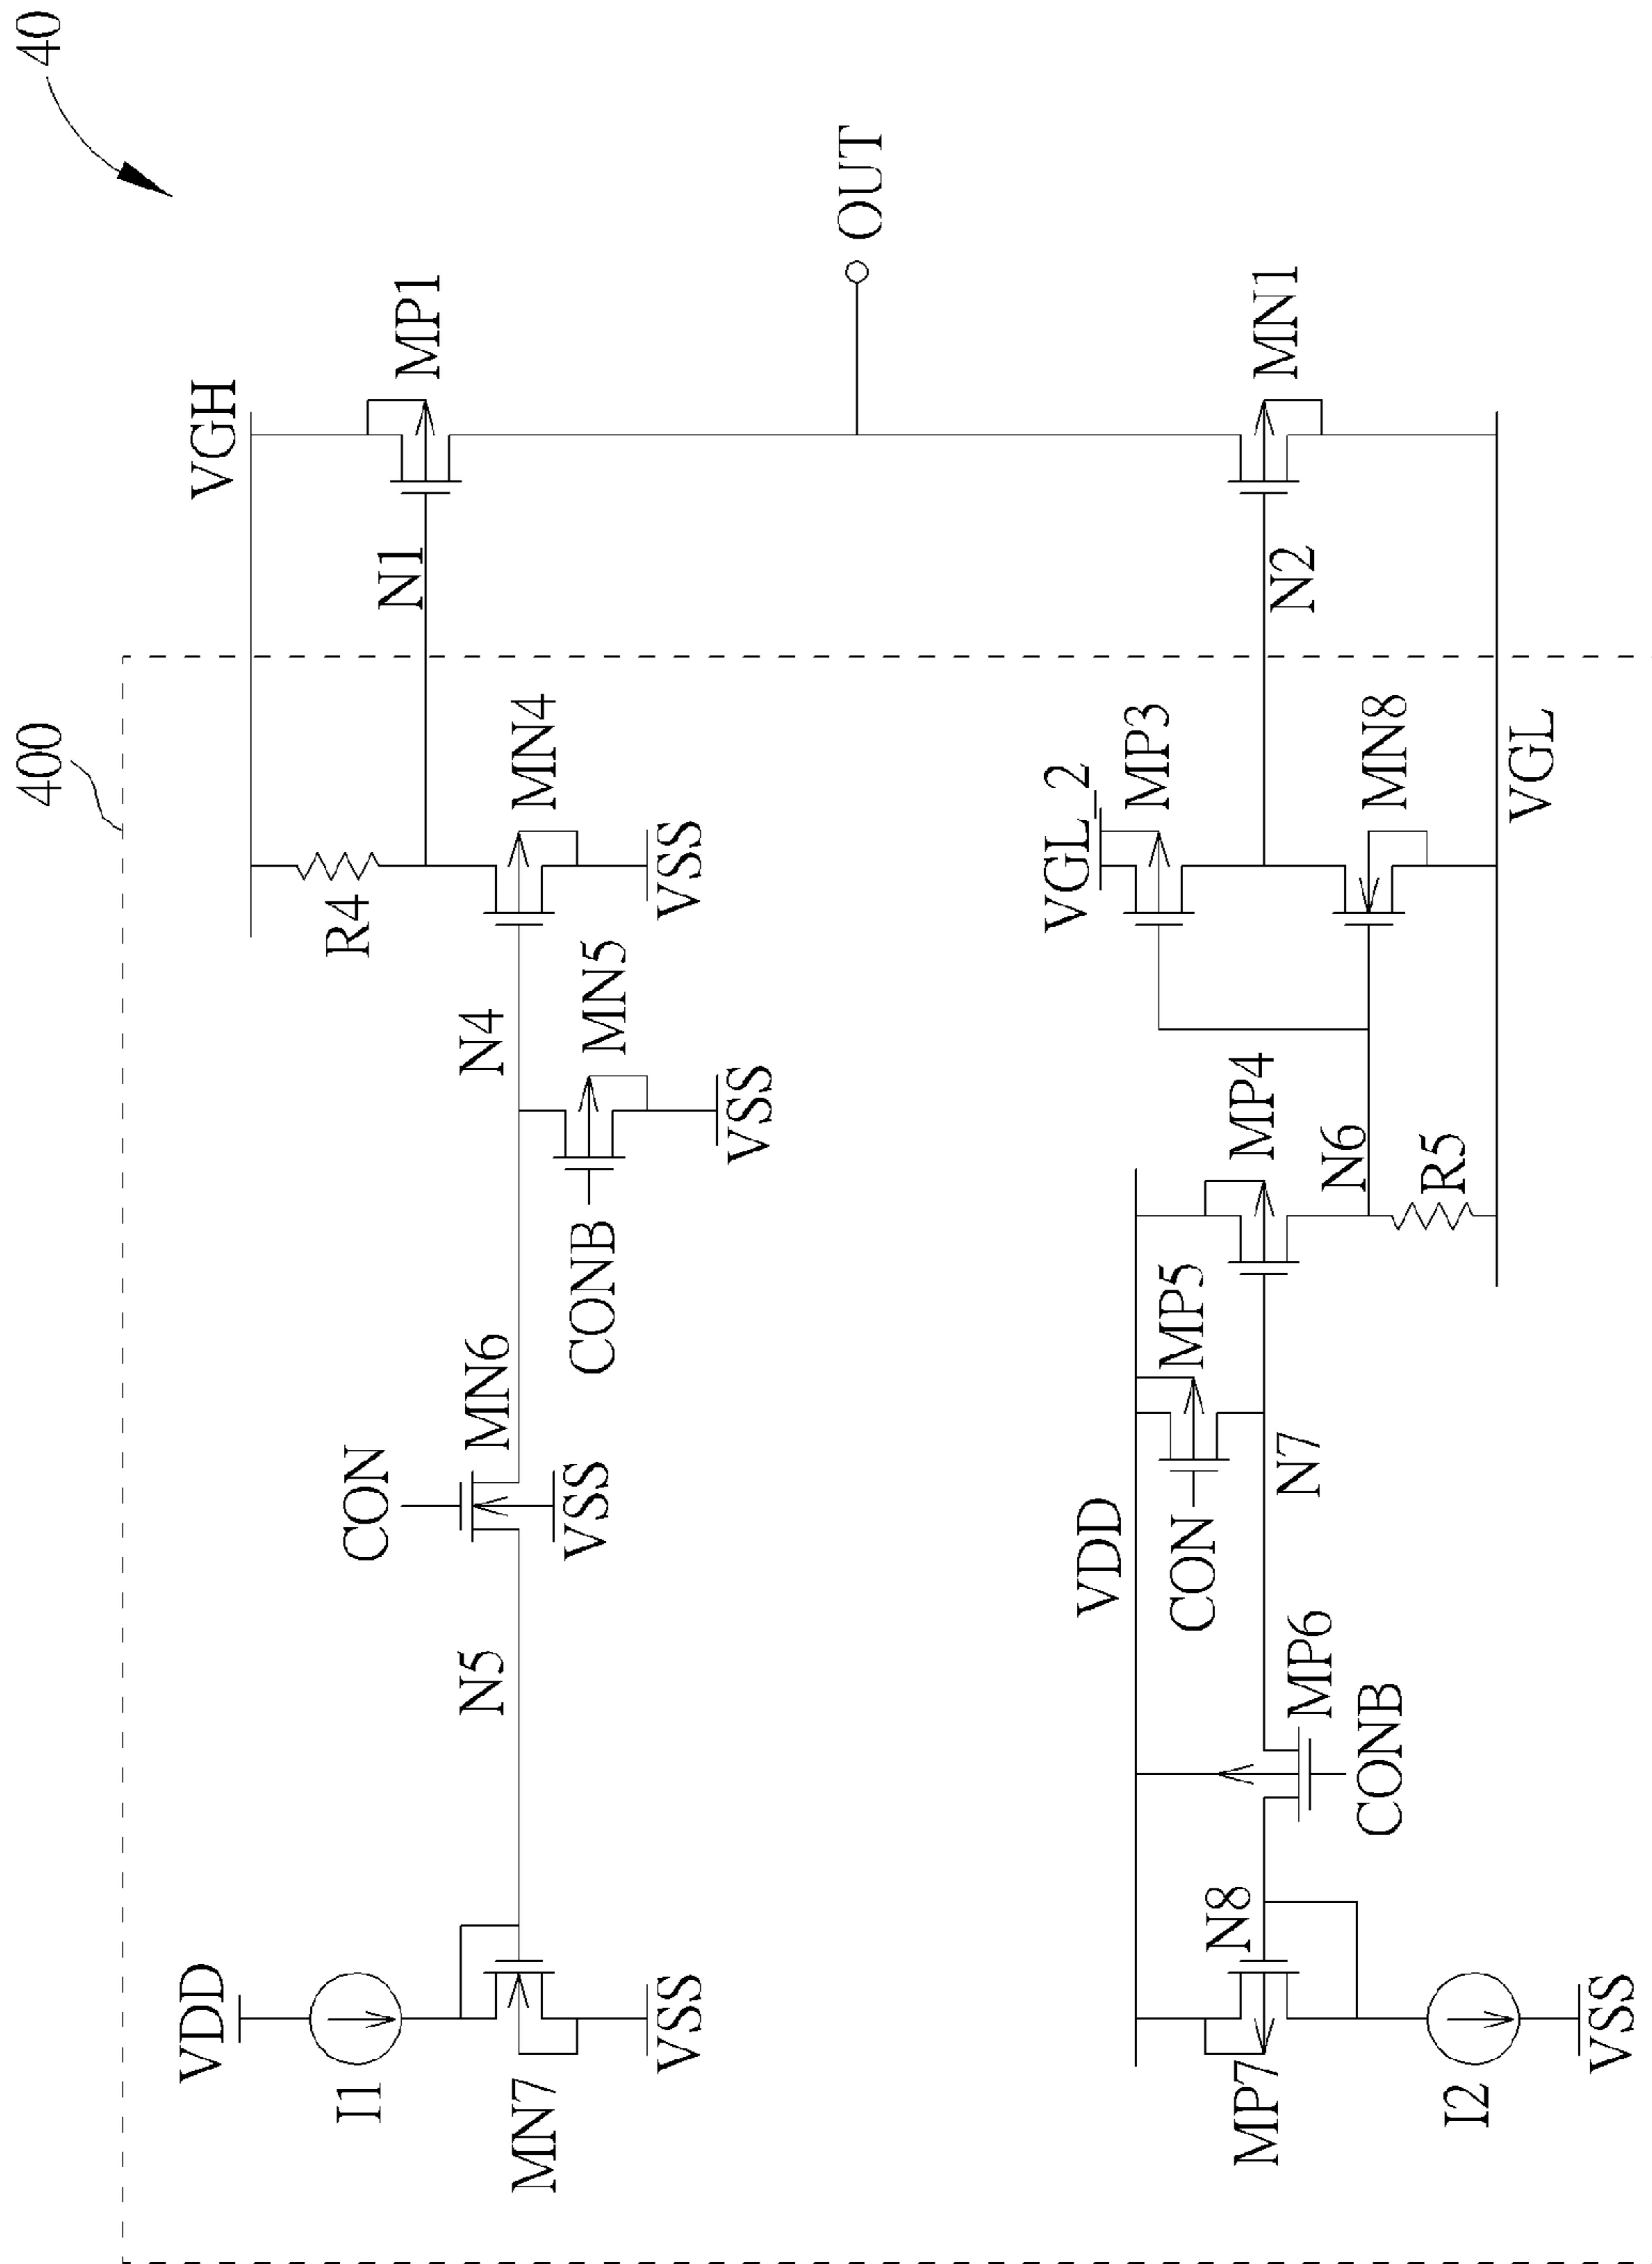 40
400
VGH
MP1
N1
OUT
N2
MN1
VGL
R4
MN4
VSS
N4
MN5
VSS
CONB
CON
MN6
VSS
N5
VDD
I1
MN7
VSS
VGL_2
MP3
MN8
MP4
N6
R5
MP5
CON
N7
VDD
MP6
CONB
N8
MP7
I2
VSS